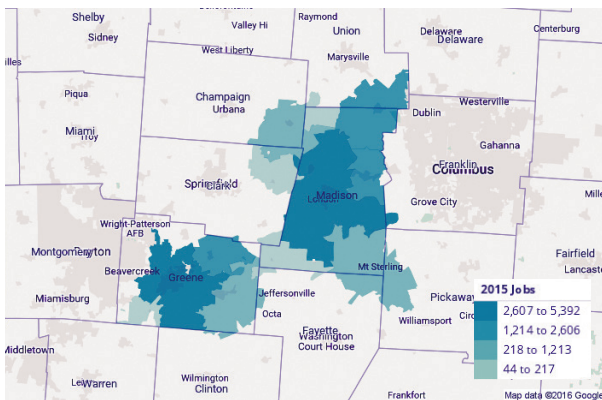 Shelby
Raymond
Valley Hi
Union
Delaware
Delaware
Centerburg
Sidney
West Liberty
Marysville
Piqua
Champaign
Urbana
Westerville
Dublin
Miami
Troy
Gahanna
Franklin
Columbus
Springfield
Clark
Madison
London
Grove City
Wright-Patterson
AFB
Montgomery
Dayton
Fairfield
Lancast
Beavercreek
Greene
Mt Sterling
Miamisburg
Jeffersonville
Pickaway
Circ
Octa
Williamsport
Fayette
Washington
Court House
Middletown
Warren
Wilmington
Clinton
Frankfort
2015 Jobs
2,607 to 5,392
1,214 to 2,606
218 to 1,213
44 to 217
Map data ©2016 Google